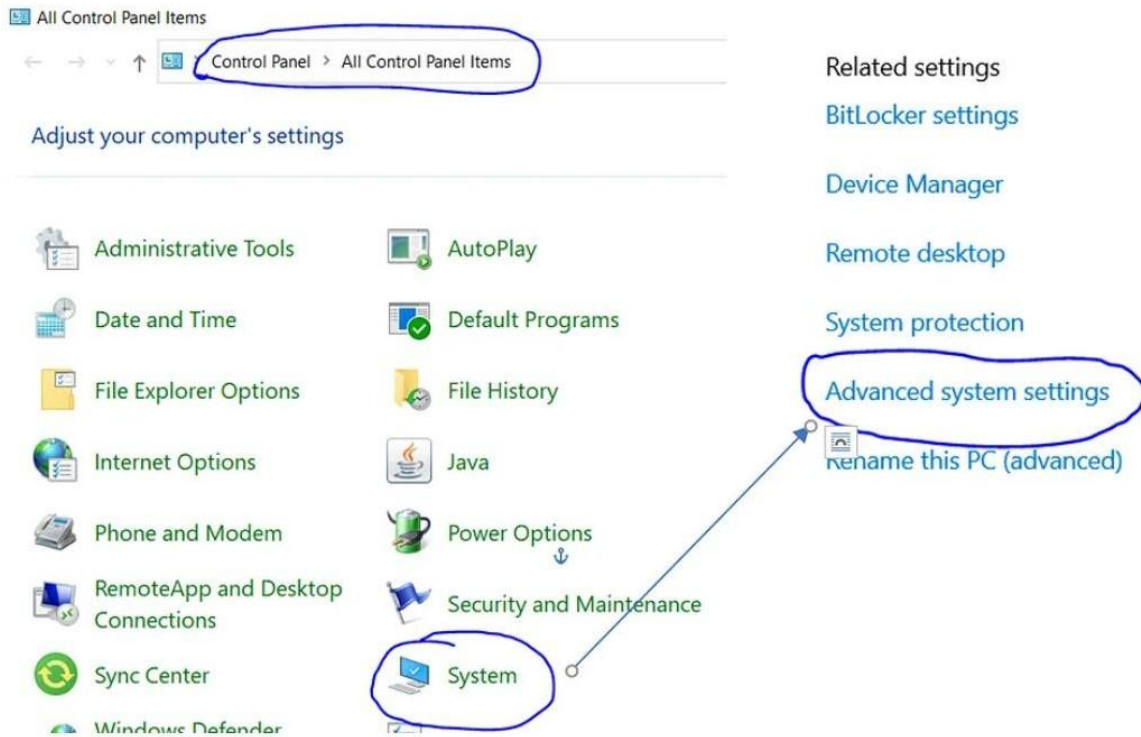 All Control Panel Items
Control Panel > All Control Panel Items
Adjust your computer's settings
Administrative Tools
AutoPlay
Date and Time
Default Programs
File Explorer Options
File History
Internet Options
Java
Phone and Modem
Power Options
RemoteApp and Desktop
Connections
Security and Maintenance
Sync Center
System
Windows Defender
Related settings
BitLocker settings
Device Manager
Remote desktop
System protection
Advanced system settings
Rename this PC (advanced)